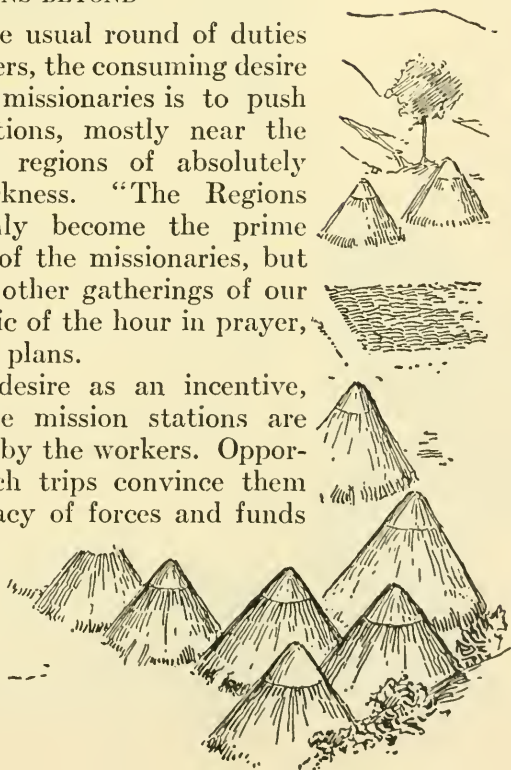 NS BEYOND
e usual round of duties
ers, the consuming desire
missionaries is to push
tions, mostly near the
regions of absolutely
kness. “The Regions
ly become the prime
of the missionaries, but
other gatherings of our
ic of the hour in prayer,
plans.
desire as an incentive,
e mission stations are
by the workers. Oppor-
ch trips convince them
acy of forces and funds